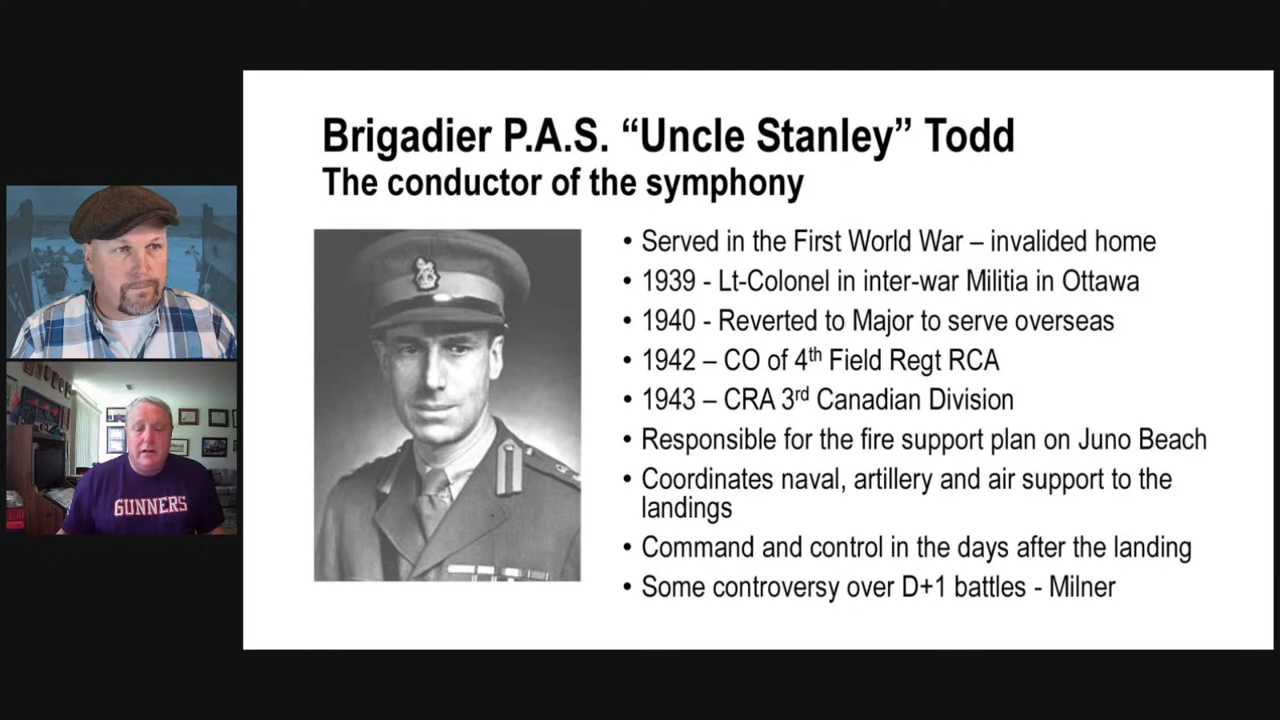 Brigadier P.A.S. “Uncle Stanley” Todd
The conductor of the symphony
• Served in the First World War – invalided home
• 1939 - Lt-Colonel in inter-war Militia in Ottawa
• 1940 - Reverted to Major to serve overseas
• 1942 – CO of 4th Field Regt RCA
• 1943 – CRA 3rd Canadian Division
• Responsible for the fire support plan on Juno Beach
• Coordinates naval, artillery and air support to the
landings
• Command and control in the days after the landing
• Some controversy over D+1 battles - Milner
GUNNERS